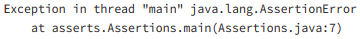 Exception in thread "main" java.lang.AssertionError
at asserts.Assertions.main(Assertions.java:7)